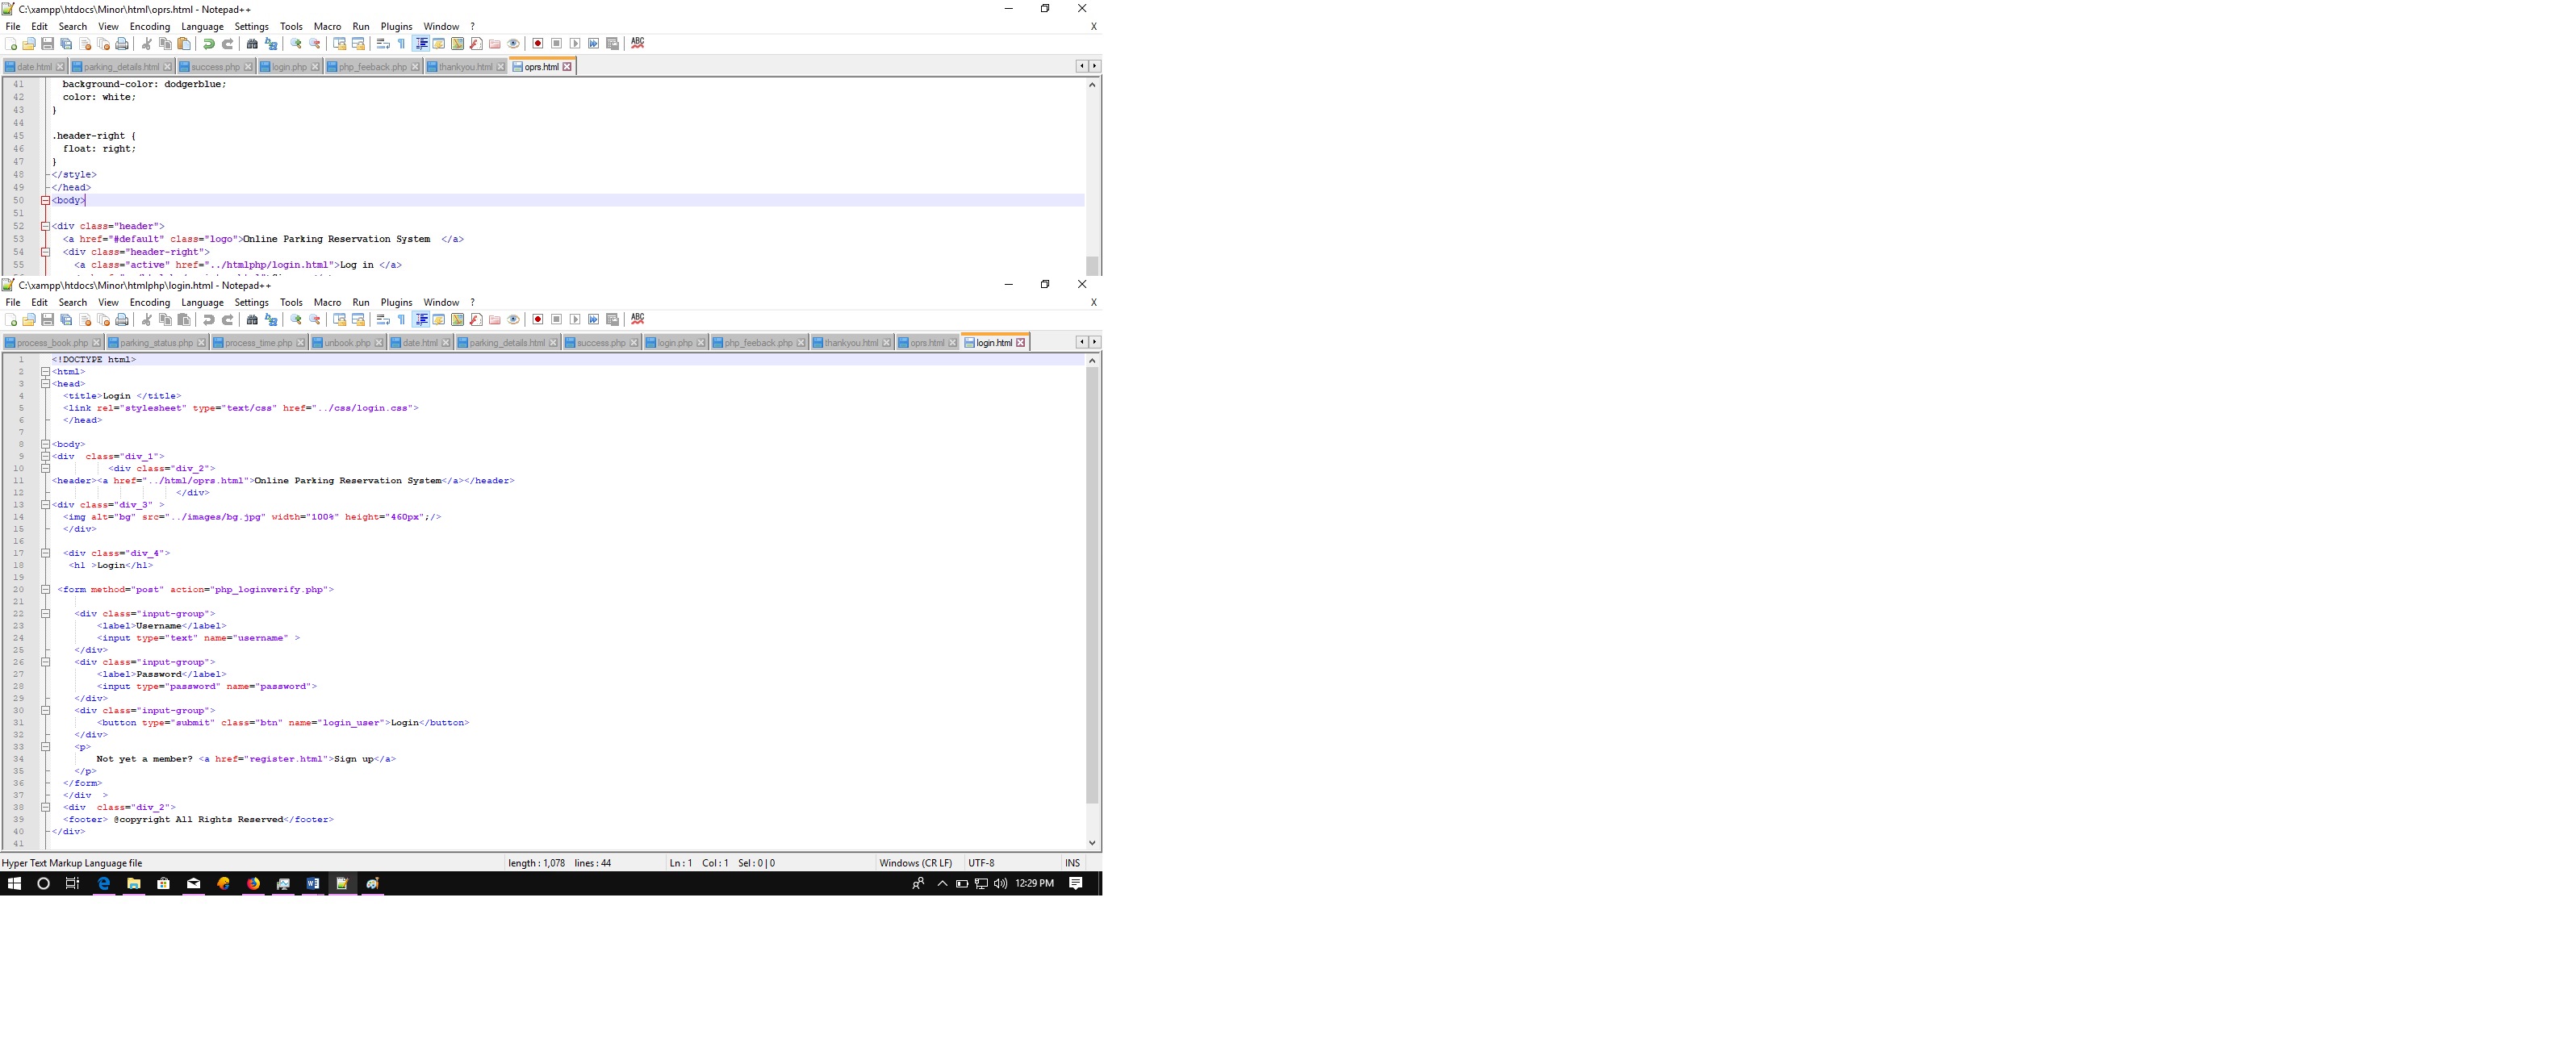 C:\xampp\htdocs\Minor\html\oprs.html - Notepad++
File Edit Search View Encoding Language Settings Tools Macro Run Plugins Window ? X
date.html parking_details.html success.php login.php php_feeback.php thankyou.html oprs.html
41 background-color: dodgerblue;
42 color: white;
43 }
44
45 .header-right {
46 float: right;
47 }
48 </style>
49 </head>
50 <body>
51
52 <div class="header">
53 <a href="#default" class="logo">Online Parking Reservation System </a>
54 <div class="header-right">
55 <a class="active" href="../htmlphp/login.html">Log in </a>
C:\xampp\htdocs\Minor\htmlphp\login.html - Notepad++
File Edit Search View Encoding Language Settings Tools Macro Run Plugins Window ? X
process_book.php parking_status.php process_time.php unbook.php date.html parking_details.html success.php login.php php_feeback.php thankyou.html oprs.html login.html
1 <!DOCTYPE html>
2 <html>
3 <head>
4 <title>Login </title>
5 <link rel="stylesheet" type="text/css" href="../css/login.css">
6 </head>
7
8 <body>
9 <div class="div_1">
10 <div class="div_2">
11 <header><a href="../html/oprs.html">Online Parking Reservation System</a></header>
12 </div>
13 <div class="div_3" >
14 <img alt="bg" src="../images/bg.jpg" width="100%" height="460px";/>
15 </div>
16
17 <div class="div_4">
18 <h1 >Login</h1>
19
20 <form method="post" action="php_loginverify.php">
21
22 <div class="input-group">
23 <label>Username</label>
24 <input type="text" name="username" >
25 </div>
26 <div class="input-group">
27 <label>Password</label>
28 <input type="password" name="password">
29 </div>
30 <div class="input-group">
31 <button type="submit" class="btn" name="login_user">Login</button>
32 </div>
33 <p>
34 Not yet a member? <a href="register.html">Sign up</a>
35 </p>
36 </form>
37 </div >
38 <div class="div_2">
39 <footer> @copyright All Rights Reserved</footer>
40 </div>
41
Hyper Text Markup Language file length : 1,078 lines : 44 Ln : 1 Col : 1 Sel : 0 | 0 Windows (CR LF) UTF-8 INS
12:29 PM